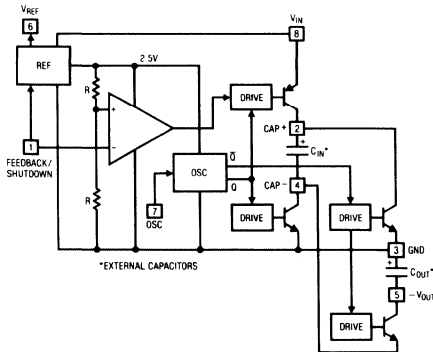 VREF
6
VIN
8
REF
2 5V
R
+
DRIVE
CAP +
2
1
−
+
CIN*
FEEDBACK/
SHUTDOWN
Q̅
OSC
Q
CAP−
4
R
7
OSC
DRIVE
DRIVE
3
GND
*EXTERNAL CAPACITORS
+
COUT*
5
−VOUT
DRIVE